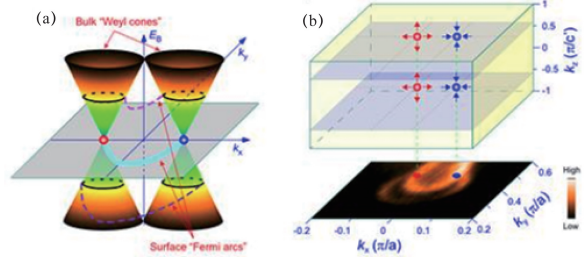 (a)
Bulk "Weyl cones"
E_B
k_y
k_x
Surface "Fermi arcs"
(b)
1
0.5
0
-0.5
-1
k_z (π/c')
-0.2
-0.1
0
0.1
0.2
k_x (π/a)
0.2
0.4
0.6
k_y (π/a)
High
Low